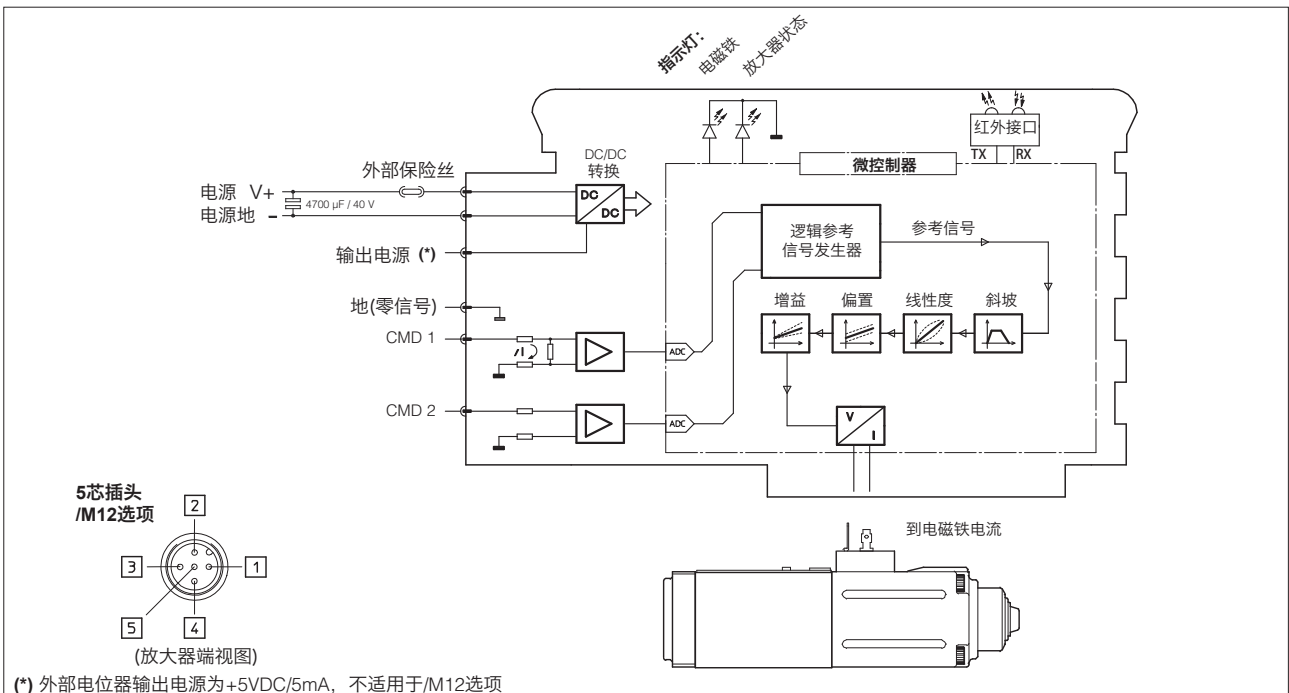 指示灯:
电磁铁
放大器状态
红外接口
TX
RX
微控制器
外部保险丝
DC/DC
转换
电源 V+
4700 µF / 40 V
电源地 -
DC
DC
输出电源 (*)
逻辑参考
信号发生器
参考信号
地(零信号)
增益
偏置
线性度
斜坡
CMD 1
/I
ADC
CMD 2
ADC
V
I
5芯插头
/M12选项
2
3
1
5
4
(放大器端视图)
到电磁铁电流
(*) 外部电位器输出电源为+5VDC/5mA, 不适用于/M12选项